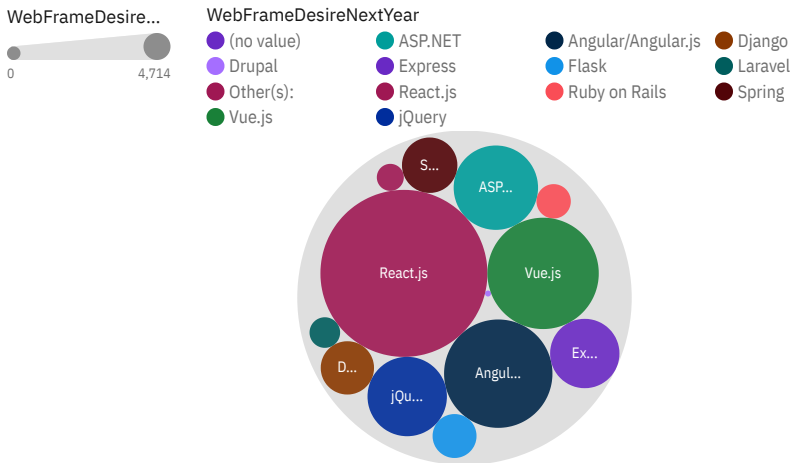 WebFrameDesire...
0 4,714
WebFrameDesireNextYear
(no value) ASP.NET Angular/Angular.js Django
Drupal Express Flask Laravel
Other(s): React.js Ruby on Rails Spring
Vue.js jQuery
S...
ASP...
React.js
Vue.js
Ex...
D...
Angul...
jQu...